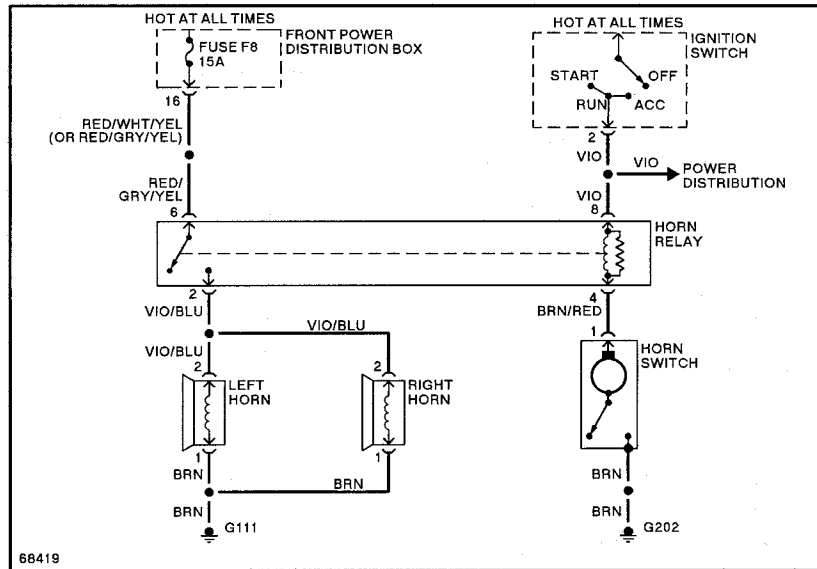 HOT AT ALL TIMES
FUSE F8
15A
FRONT POWER
DISTRIBUTION BOX
16
RED/WHT/YEL
(OR RED/GRY/YEL)
RED/
GRY/YEL
6
HOT AT ALL TIMES
IGNITION
SWITCH
START
OFF
RUN
ACC
2
VIO
VIO
POWER
DISTRIBUTION
VIO
8
HORN
RELAY
2
VIO/BLU
VIO/BLU
VIO/BLU
2
LEFT
HORN
1
2
RIGHT
HORN
1
BRN
BRN
BRN
G111
4
BRN/RED
1
HORN
SWITCH
BRN
BRN
G202
68419